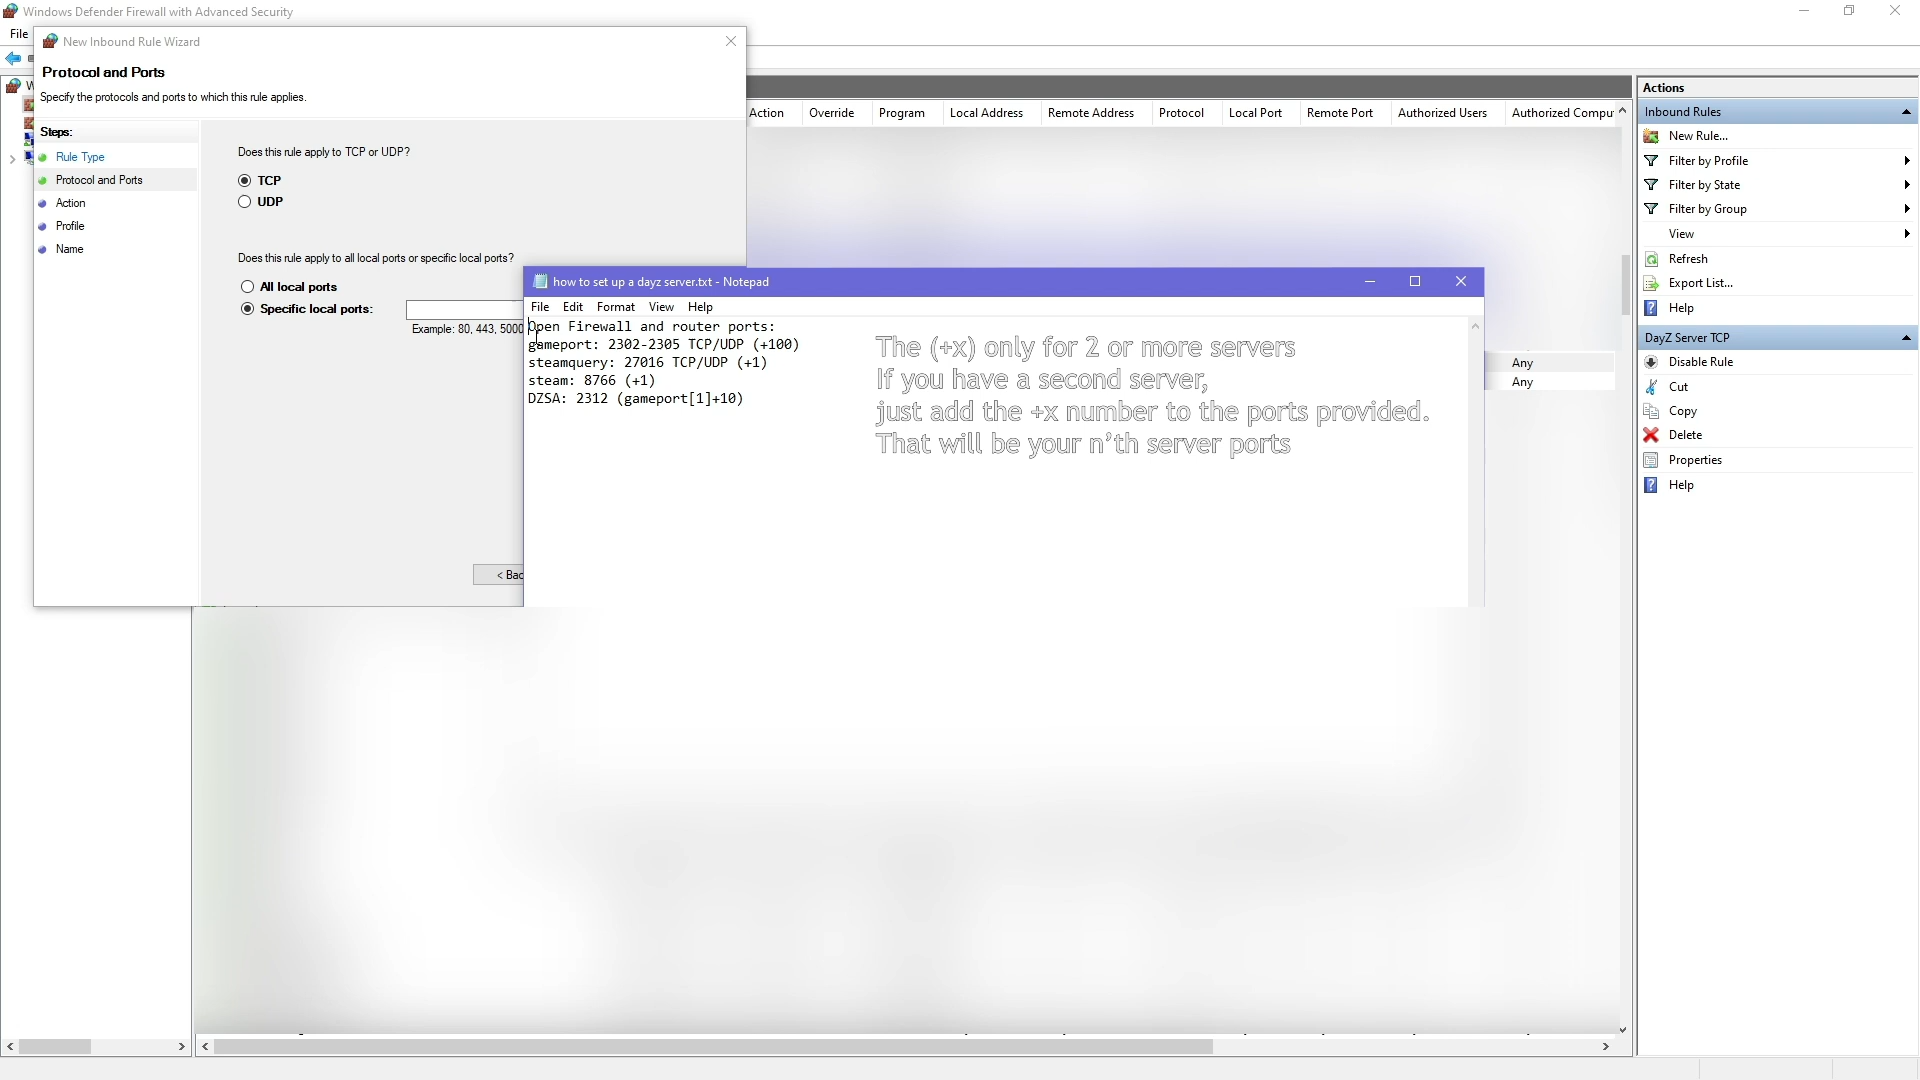 Windows Defender Firewall with Advanced Security
File
New Inbound Rule Wizard
Protocol and Ports
Specify the protocols and ports to which this rule applies.
Steps:
Rule Type
Protocol and Ports
Action
Profile
Name
Does this rule apply to TCP or UDP?
TCP
UDP
Does this rule apply to all local ports or specific local ports?
All local ports
Specific local ports:
Example: 80, 443, 5000
< Bac
how to set up a dayz server.txt - Notepad
File Edit Format View Help
Open Firewall and router ports:
gameport: 2302-2305 TCP/UDP (+100)
steamquery: 27016 TCP/UDP (+1)
steam: 8766 (+1)
DZSA: 2312 (gameport[1]+10)
The (+x) only for 2 or more servers
If you have a second server,
just add the +x number to the ports provided.
That will be your n'th server ports
Action Override Program Local Address Remote Address Protocol Local Port Remote Port Authorized Users Authorized Compu
Any
Any
Actions
Inbound Rules
New Rule...
Filter by Profile
Filter by State
Filter by Group
View
Refresh
Export List...
Help
DayZ Server TCP
Disable Rule
Cut
Copy
Delete
Properties
Help